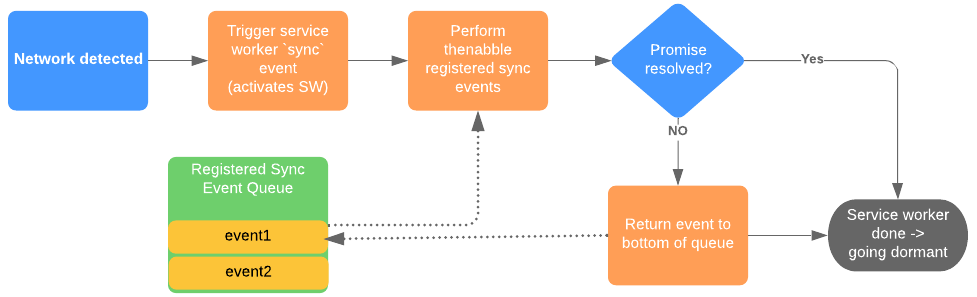 Network detected
Trigger service
worker `sync`
event
(activates SW)
Perform
thenabble
registered sync
events
Promise
resolved?
Yes
NO
Registered Sync
Event Queue
event1
event2
Return event to
bottom of queue
Service worker
done ->
going dormant